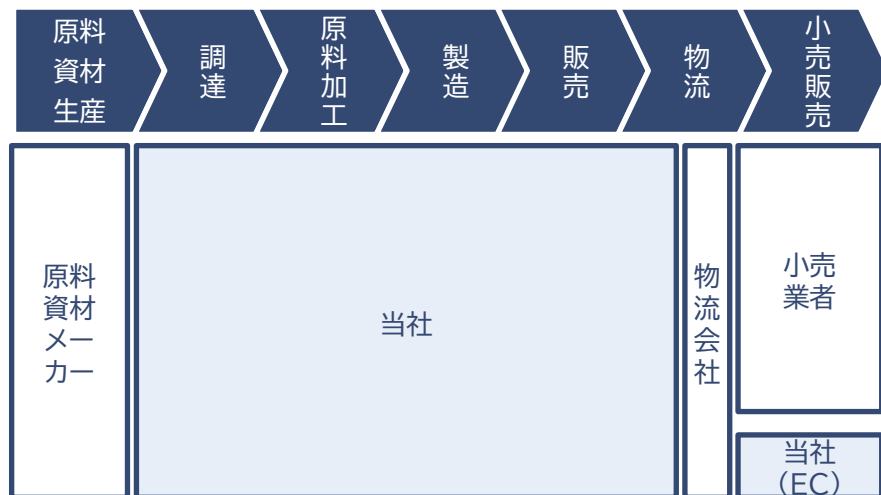 原料
資材
生産
調達
原料加工
製造
販売
物流
小売販売
原料
資材
メー
カー
当社
物流会社
小売
業者
当社
（EC）